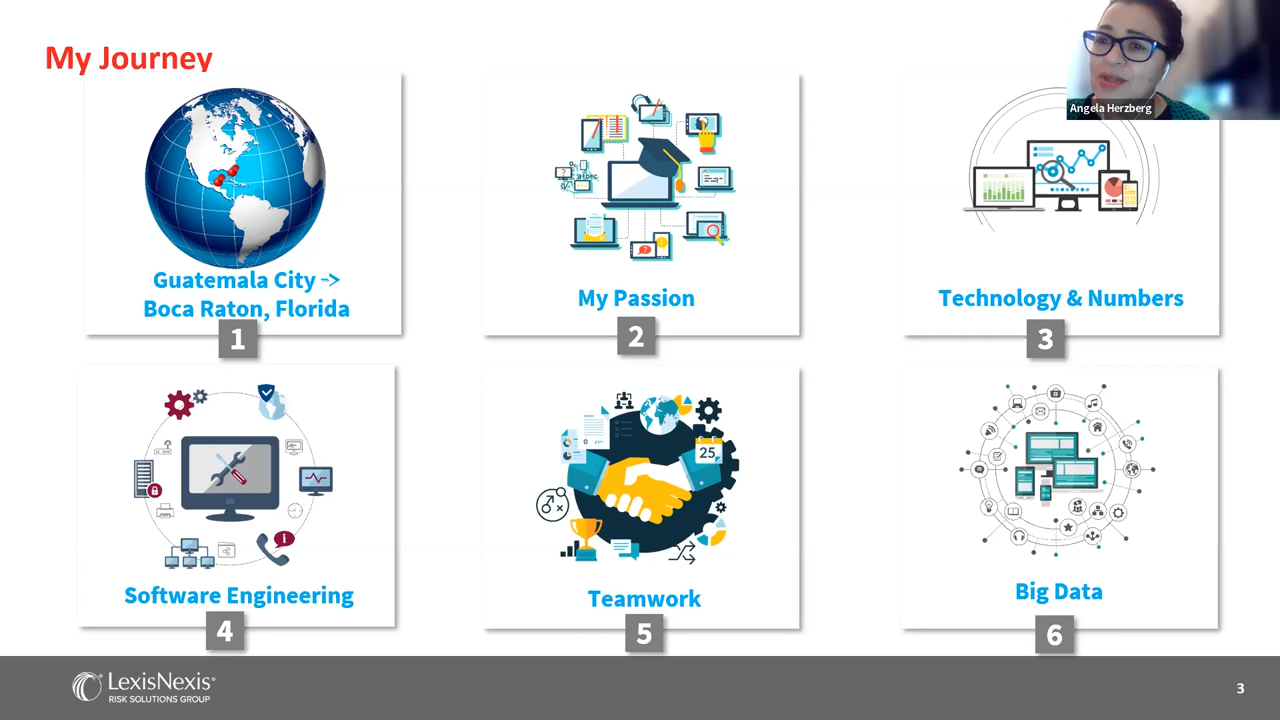 My Journey
Angela Herzberg
Guatemala City ->
Boca Raton, Florida
1
My Passion
2
Technology & Numbers
3
Software Engineering
4
25
Teamwork
5
Big Data
6
LexisNexis®
RISK SOLUTIONS GROUP
3